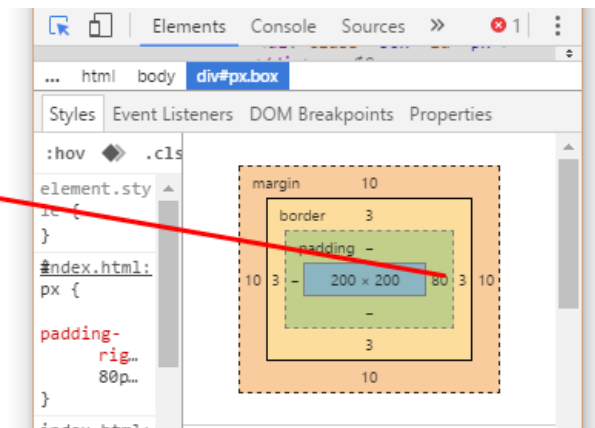 Elements Console Sources » 1
... html body div#px.box
Styles Event Listeners DOM Breakpoints Properties
:hov .cls
element.sty
le {
}
#ndex.html:
px {
padding-
rig…
80p…
}
margin 10
border 3
padding –
10 3 – 200 × 200 80 3 10
–
3
10